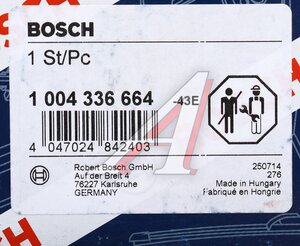 BOSCH
1 St/Pc
1 004 336 664 -43E
4 047024 842403
Robert Bosch GmbH
Auf der Breit 4
76227 Karlsruhe
GERMANY
250714
276
Made in Hungary
Fabriqué en Hongrie